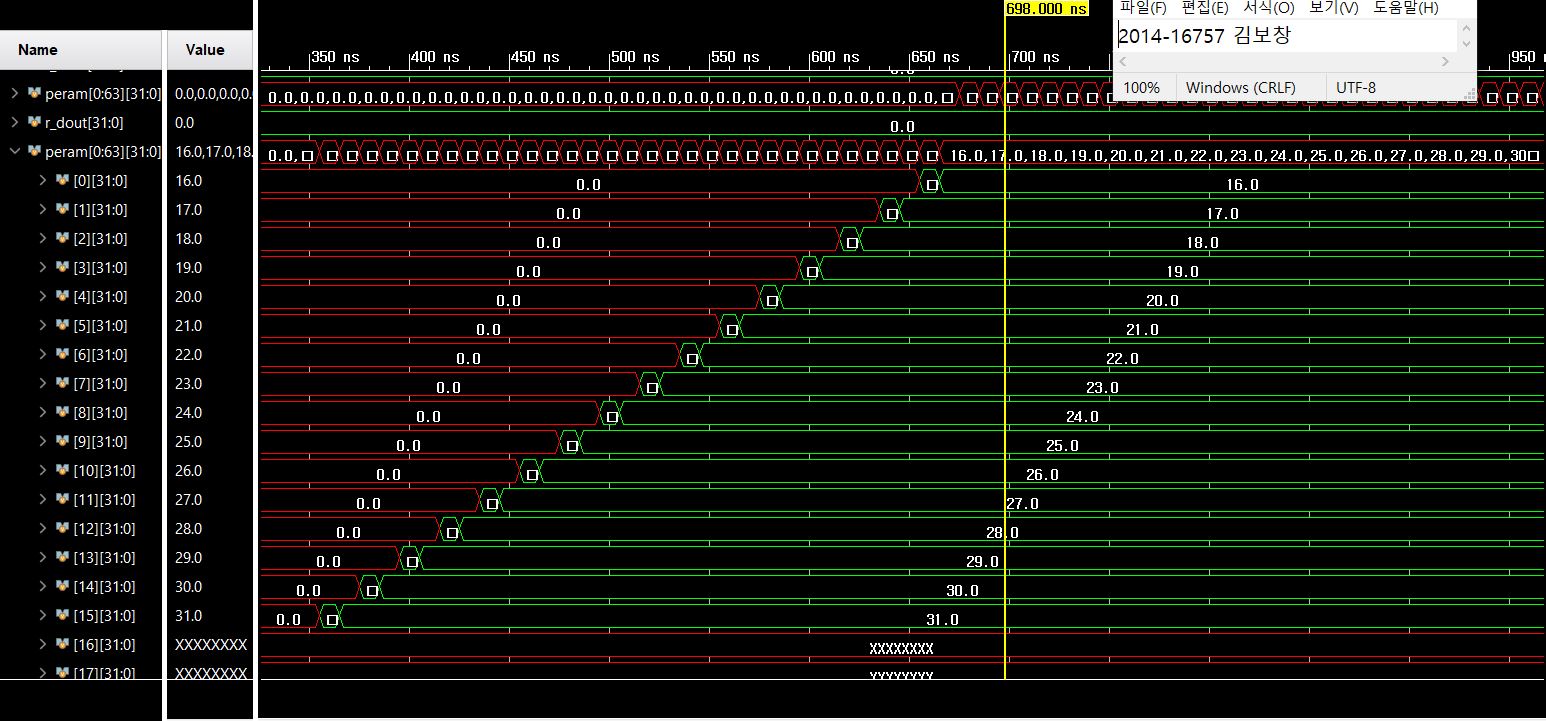 698.000 ns
파일(F) 편집(E) 서식(O) 보기(V) 도움말(H)
2014-16757 김보창
100% Windows (CRLF) UTF-8
Name Value
350 ns 400 ns 450 ns 500 ns 550 ns 600 ns 650 ns 700 ns 950
peram[0:63][31:0] 0.0,0.0,0.0,0. 0.0,0.0,0.0,0.0,0.0,0.0,0.0,0.0,0.0,0.0,0.0,0.0,0.0,0.0,0.0,0.0,0.0,0.0,0.0,0.0,0.0,0.0,0.0,0.0,0.0,0.0,0.0,0.0,0.0,0.0,0.0,0.0,0.0,0.0
r_dout[31:0] 0.0 0.0
peram[0:63][31:0] 16.0,17.0,18. 0.0, 16.0,17.0,18.0,19.0,20.0,21.0,22.0,23.0,24.0,25.0,26.0,27.0,28.0,29.0,30
[0][31:0] 16.0 0.0 16.0
[1][31:0] 17.0 0.0 17.0
[2][31:0] 18.0 0.0 18.0
[3][31:0] 19.0 0.0 19.0
[4][31:0] 20.0 0.0 20.0
[5][31:0] 21.0 0.0 21.0
[6][31:0] 22.0 0.0 22.0
[7][31:0] 23.0 0.0 23.0
[8][31:0] 24.0 0.0 24.0
[9][31:0] 25.0 0.0 25.0
[10][31:0] 26.0 0.0 26.0
[11][31:0] 27.0 0.0 27.0
[12][31:0] 28.0 0.0 28.0
[13][31:0] 29.0 0.0 29.0
[14][31:0] 30.0 0.0 30.0
[15][31:0] 31.0 0.0 31.0
[16][31:0] XXXXXXXX XXXXXXXX
[17][31:0] XXXXXXXX XXXXXXXX